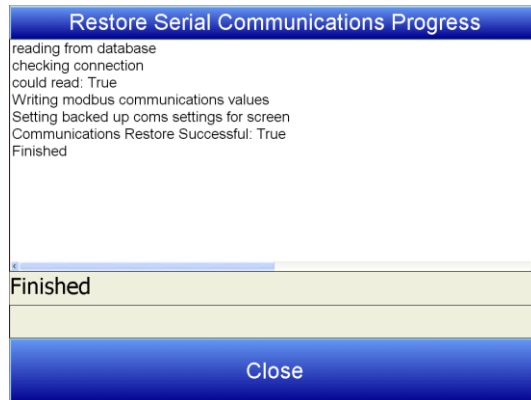 Restore Serial Communications Progress
reading from database
checking connection
could read: True
Writing modbus communications values
Setting backed up coms settings for screen
Communications Restore Successful: True
Finished
Finished
Close